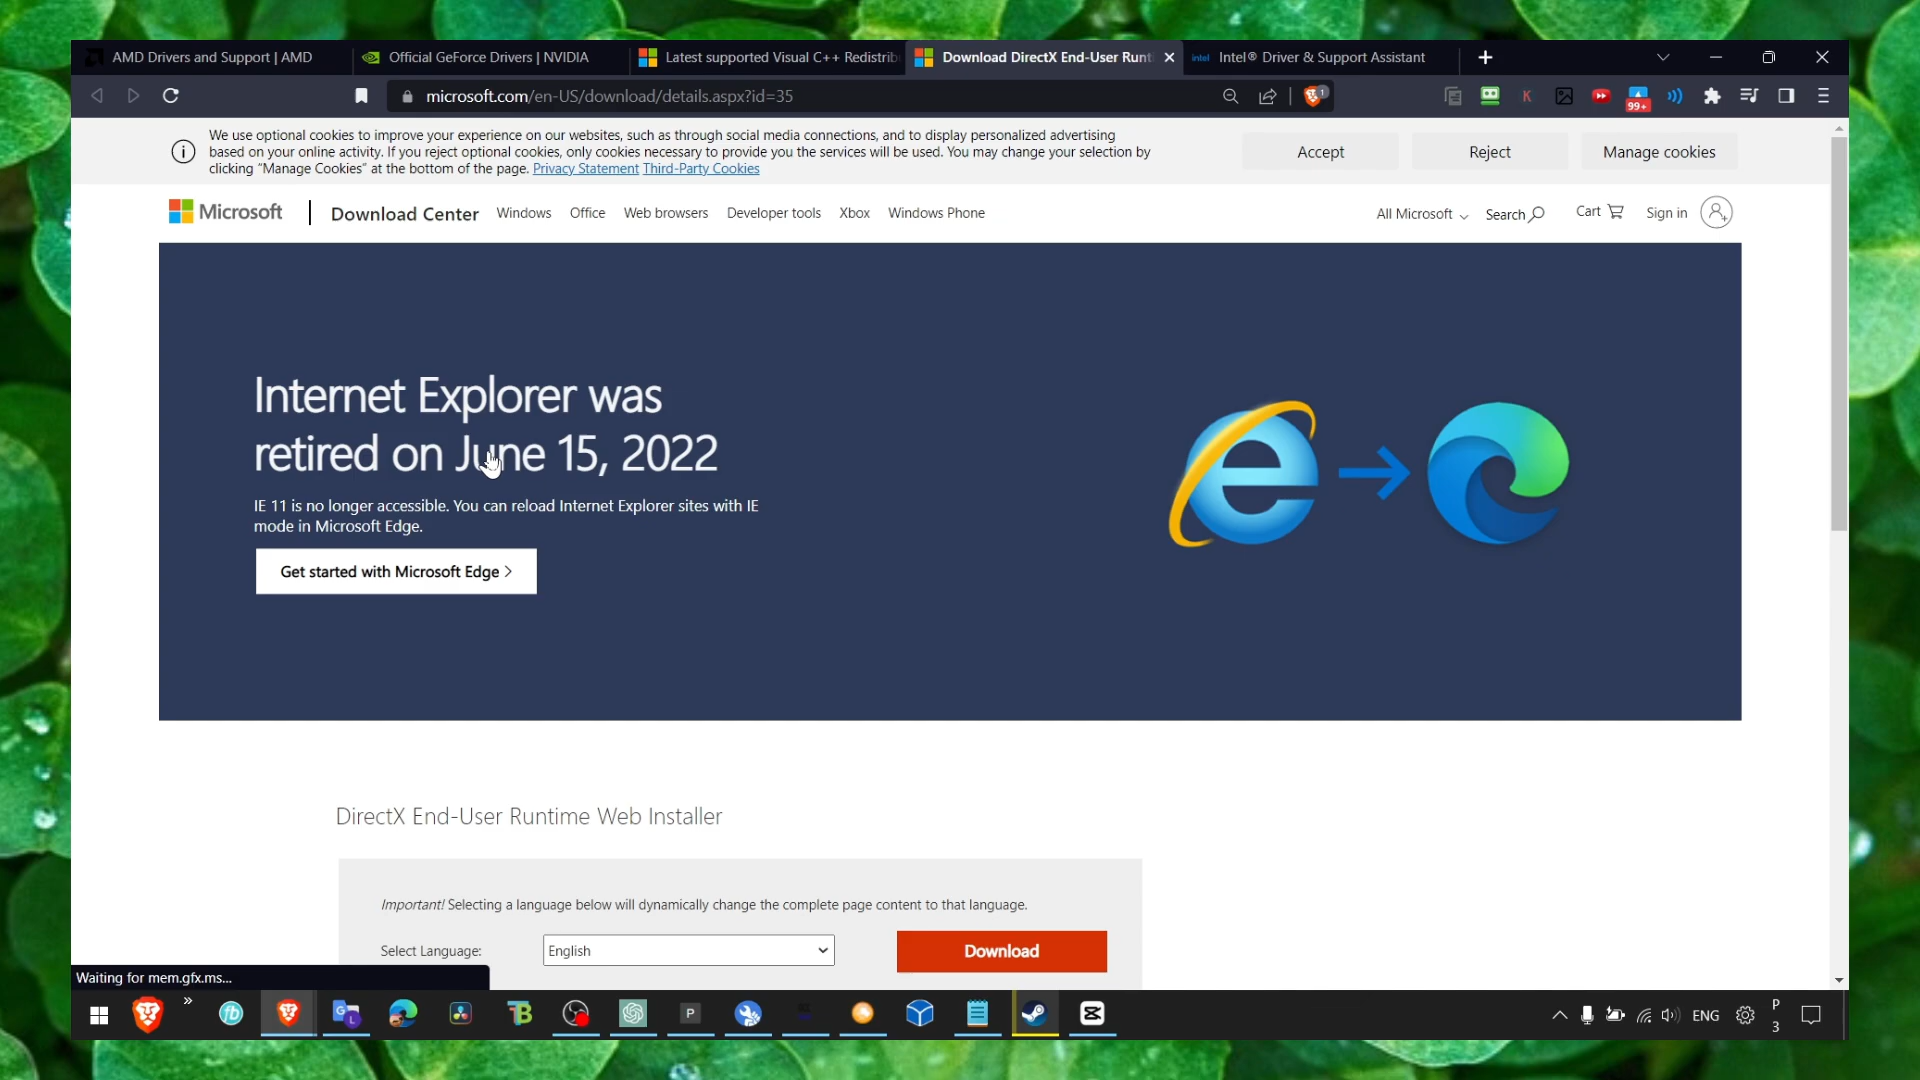 AMD Drivers and Support | AMD
Official GeForce Drivers | NVIDIA
Latest supported Visual C++ Redistrib
Download DirectX End-User Runt
intel Intel® Driver & Support Assistant
microsoft.com/en-US/download/details.aspx?id=35
1
K
99+
We use optional cookies to improve your experience on our websites, such as through social media connections, and to display personalized advertising
based on your online activity. If you reject optional cookies, only cookies necessary to provide you the services will be used. You may change your selection by
clicking "Manage Cookies" at the bottom of the page. Privacy Statement Third-Party Cookies
Accept
Reject
Manage cookies
Microsoft
Download Center
Windows
Office
Web browsers
Developer tools
Xbox
Windows Phone
All Microsoft
Search
Cart
Sign in
Internet Explorer was
retired on June 15, 2022
IE 11 is no longer accessible. You can reload Internet Explorer sites with IE
mode in Microsoft Edge.
Get started with Microsoft Edge >
DirectX End-User Runtime Web Installer
Important! Selecting a language below will dynamically change the complete page content to that language.
Select Language:
English
Download
Waiting for mem.gfx.ms...
fb
G
L
TB
P
ENG
P
3